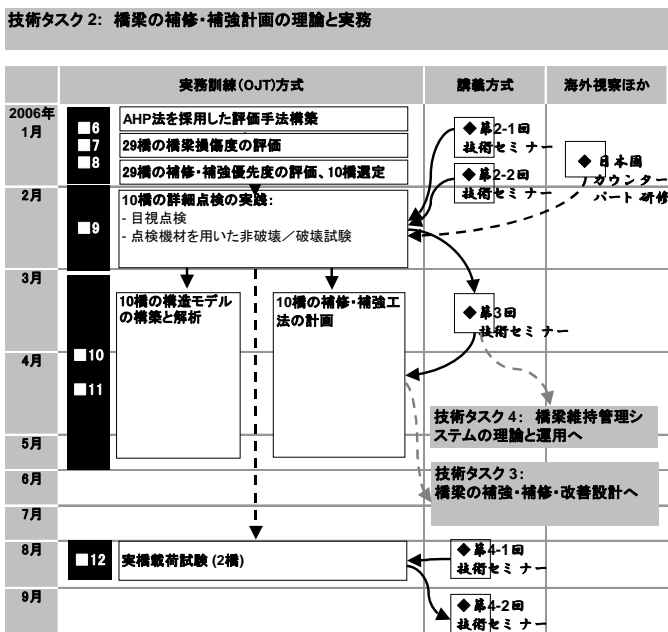 技術タスク2: 橋梁の補修・補強計画の理論と実務
実務訓練(OJT)方式
講義方式
海外視察ほか
2006年
1月
■6
■7
■8
AHP法を採用した評価手法構築
29橋の橋梁損傷度の評価
29橋の補修・補強優先度の評価、10橋選定
◆第2-1回
技術セミナー
◆第2-2回
技術セミナー
◆ 日本国
カウンター
パート研修
2月
■9
10橋の詳細点検の実践:
- 目視点検
- 点検機材を用いた非破壊/破壊試験
3月
10橋の構造モデル
の構築と解析
10橋の補修・補強工
法の計画
◆第3回
技術セミナー
4月
■10
■11
技術タスク4: 橋梁維持管理シ
ステムの理論と運用へ
5月
技術タスク3:
橋梁の補強・補修・改善設計へ
6月
7月
8月
■12
実橋載荷試験 (2橋)
◆第4-1回
技術セミナー
9月
◆第4-2回
技術セミナー